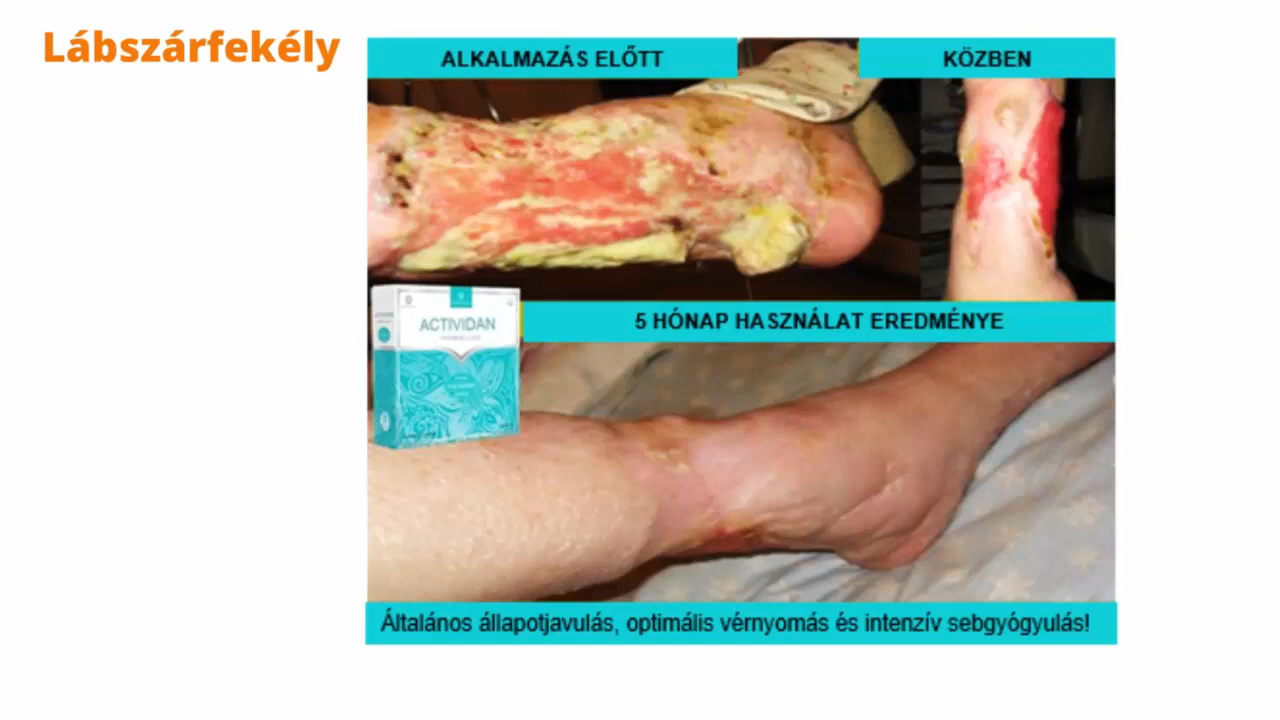 Lábszárfekély
ALKALMAZÁS ELŐTT
KÖZBEN
ACTIVIDAN
5 HÓNAP HASZNÁLAT EREDMÉNYE
Általános állapotjavulás, optimális vérnyomás és intenzív sebgyógyulás!